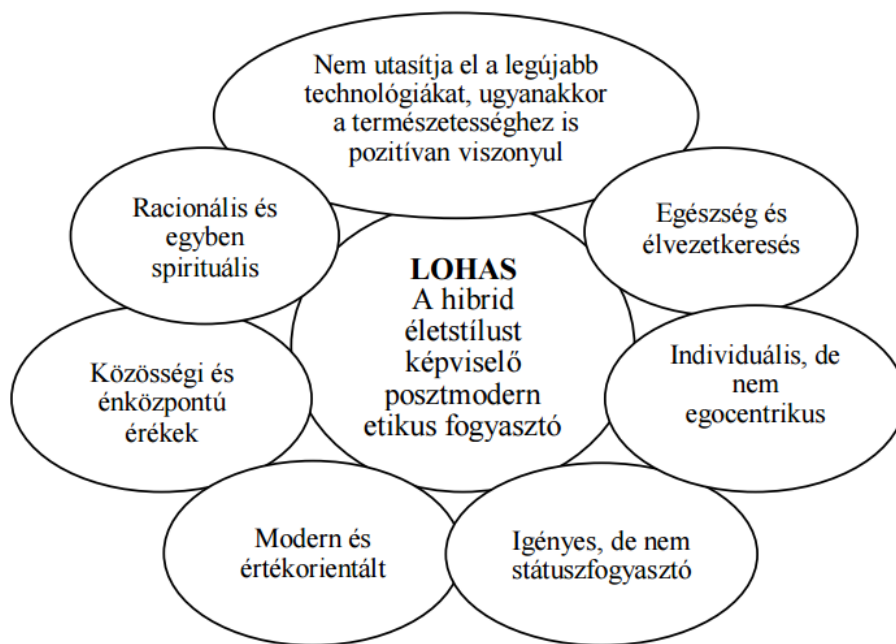 Nem utasítja el a legújabb
technológiákat, ugyanakkor
a természetességhez is
pozitívan viszonyul
Racionális és
egyben
spirituális
Egészség és
élvezetkeresés
LOHAS
A hibrid
életstílust
képviselő
posztmodern
etikus fogyasztó
Közösségi és
énközpontú
érékek
Individuális, de
nem
egocentrikus
Modern és
értékorientált
Igényes, de nem
státuszfogyasztó